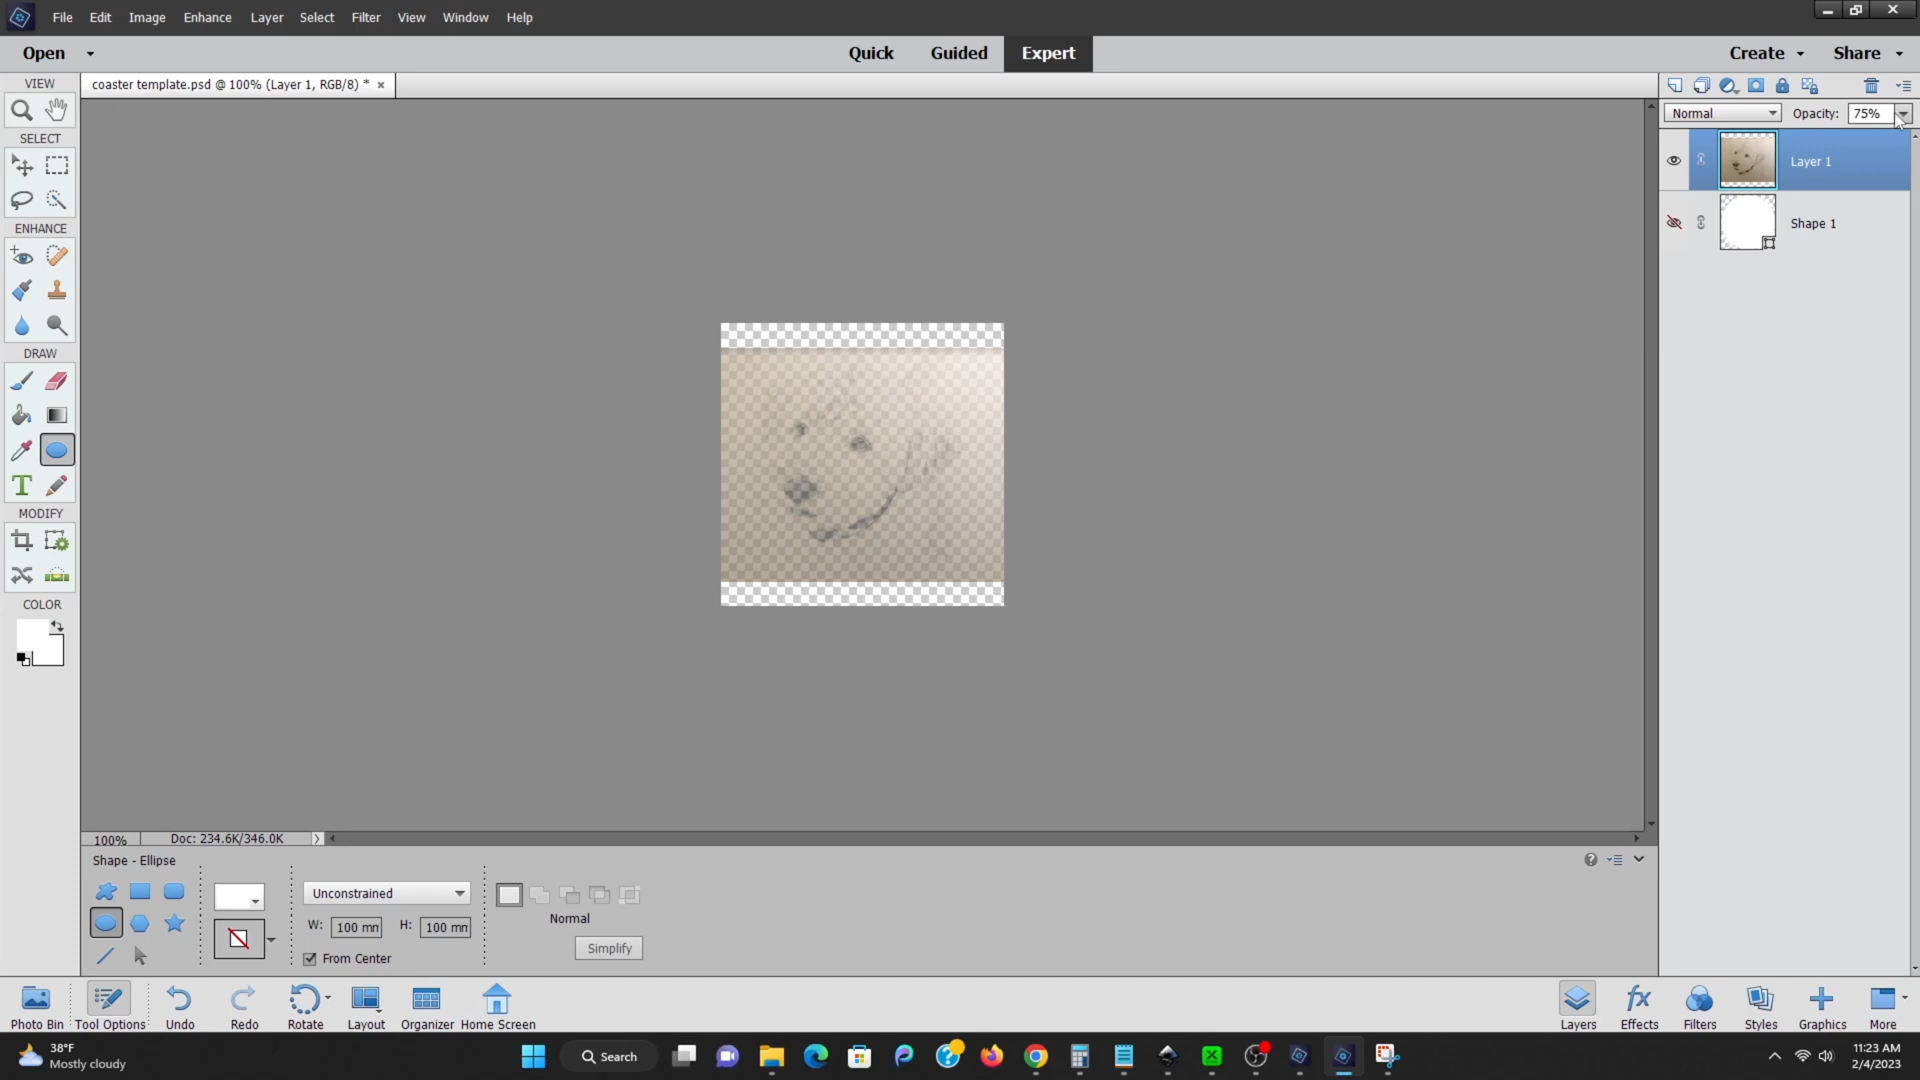 File Edit Image Enhance Layer Select Filter View Window Help
Open Quick Guided Expert Create Share
VIEW coaster template.psd @ 100% (Layer 1, RGB/8) * ×
Normal Opacity: 75%
SELECT
Layer 1
Shape 1
ENHANCE
DRAW
T
MODIFY
COLOR
100% Doc: 234.6K/346.0K
Shape - Ellipse
Unconstrained
W: 100 mm H: 100 mm
Normal
Simplify
From Center
Photo Bin Tool Options Undo Redo Rotate Layout Organizer Home Screen Layers Effects Filters Styles Graphics More
38°F
Mostly cloudy
Search
11:23 AM
2/4/2023